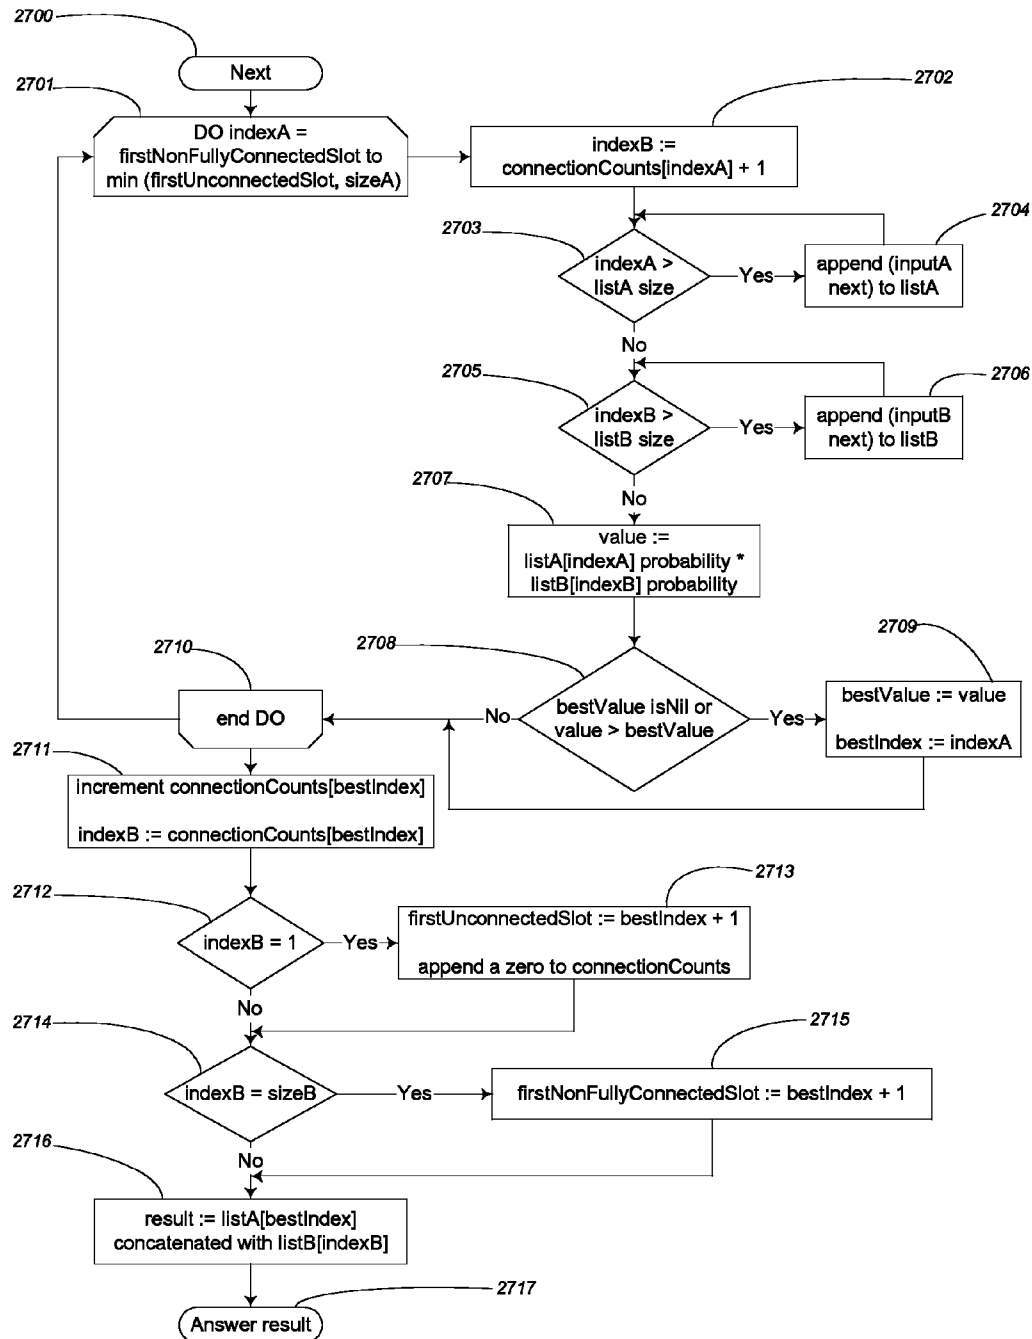 2700
Next
2701
DO indexA =
firstNonFullyConnectedSlot to
min (firstUnconnectedSlot, sizeA)
2702
indexB :=
connectionCounts[indexA] + 1
2703
indexA >
listA size
Yes
2704
append (inputA
next) to listA
No
2705
indexB >
listB size
Yes
2706
append (inputB
next) to listB
No
2707
value :=
listA[indexA] probability *
listB[indexB] probability
2708
bestValue isNil or
value > bestValue
Yes
2709
bestValue := value
bestIndex := indexA
No
2710
end DO
2711
increment connectionCounts[bestIndex]
indexB := connectionCounts[bestIndex]
2712
indexB = 1
Yes
2713
firstUnconnectedSlot := bestIndex + 1
append a zero to connectionCounts
No
2714
indexB = sizeB
Yes
2715
firstNonFullyConnectedSlot := bestIndex + 1
No
2716
result := listA[bestIndex]
concatenated with listB[indexB]
2717
Answer result